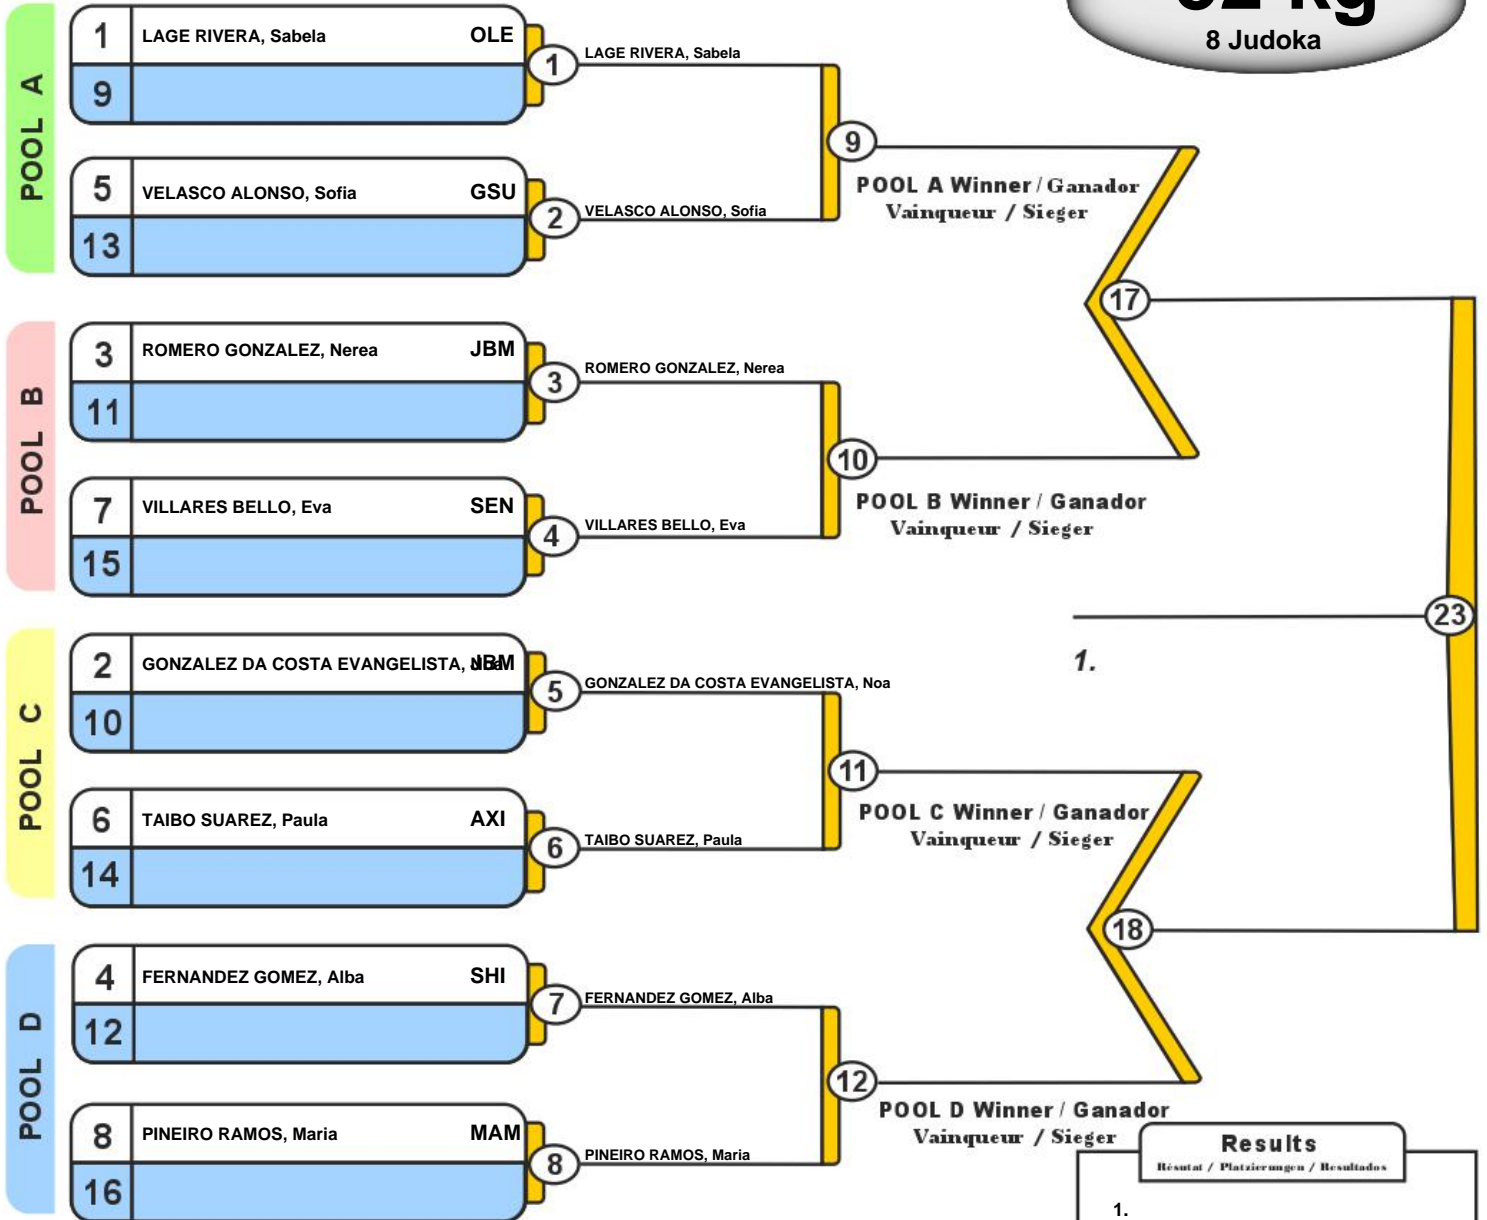 8 Judoka
POOL A
1 LAGE RIVERA, Sabela OLE
9
1
LAGE RIVERA, Sabela
5 VELASCO ALONSO, Sofia GSU
13
2
VELASCO ALONSO, Sofia
9
POOL A Winner / Ganador
Vainqueur / Sieger
POOL B
3 ROMERO GONZALEZ, Nerea JBM
11
3
ROMERO GONZALEZ, Nerea
7 VILLARES BELLO, Eva SEN
15
4
VILLARES BELLO, Eva
10
POOL B Winner / Ganador
Vainqueur / Sieger
17
POOL C
2 GONZALEZ DA COSTA EVANGELISTA, JBM
10
5
GONZALEZ DA COSTA EVANGELISTA, Noa
6 TAIBO SUAREZ, Paula AXI
14
6
TAIBO SUAREZ, Paula
11
POOL C Winner / Ganador
Vainqueur / Sieger
POOL D
4 FERNANDEZ GOMEZ, Alba SHI
12
7
FERNANDEZ GOMEZ, Alba
8 PINEIRO RAMOS, Maria MAM
16
8
PINEIRO RAMOS, Maria
12
POOL D Winner / Ganador
Vainqueur / Sieger
18
23
1.
Results
Résutat / Platzierungen / Resultados
1.